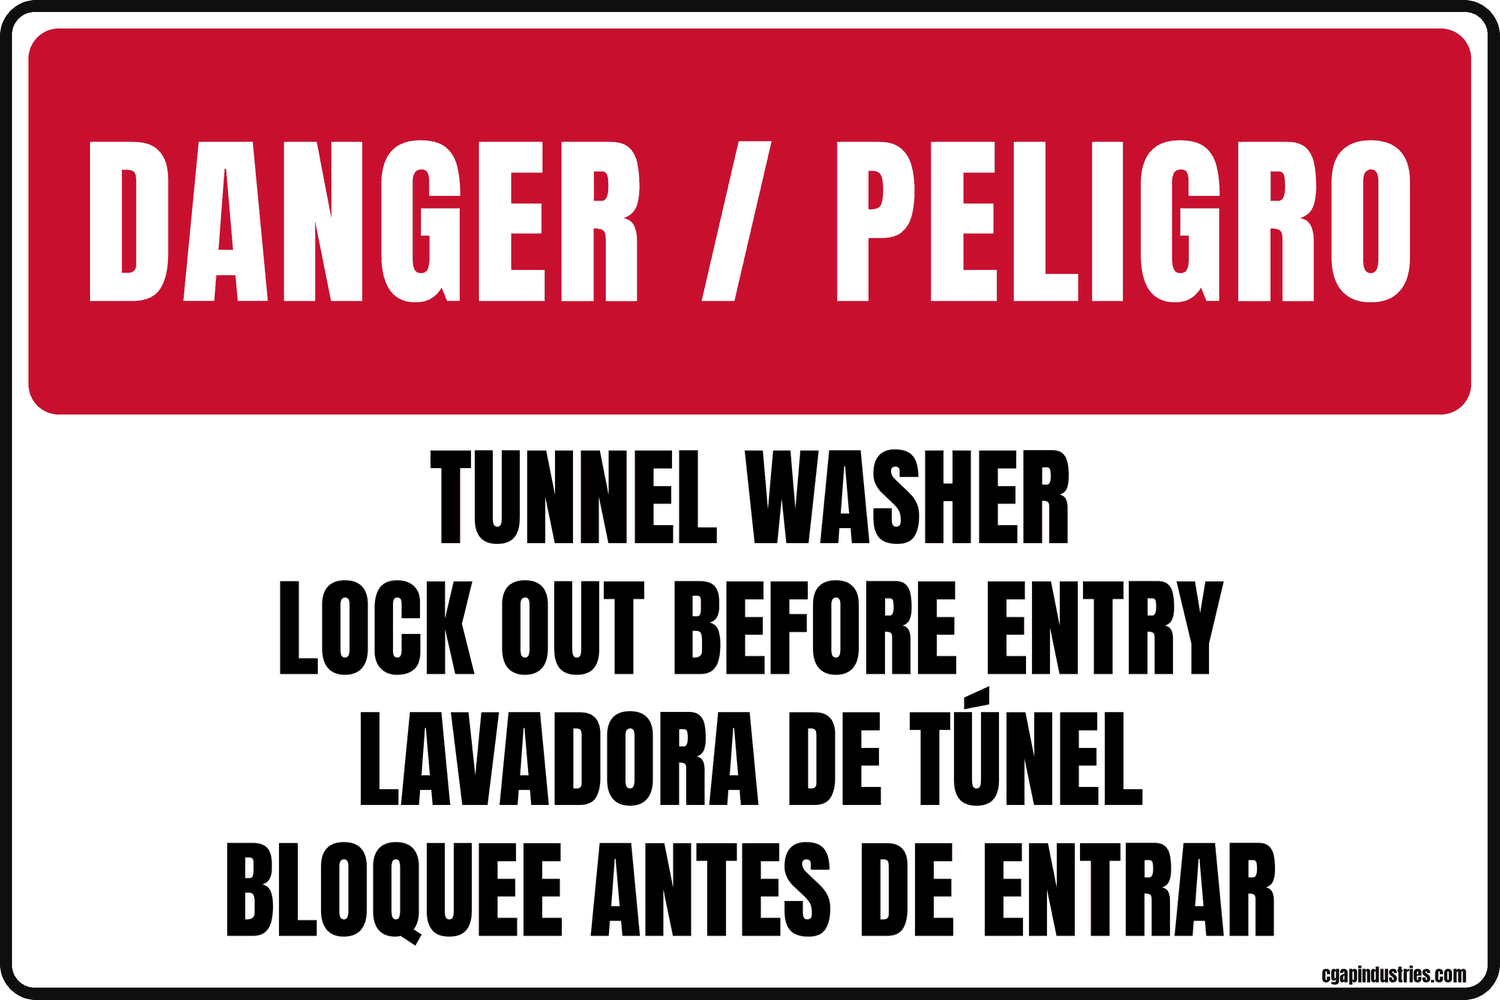 DANGER / PELIGRO
TUNNEL WASHER
LOCK OUT BEFORE ENTRY
LAVADORA DE TÚNEL
BLOQUEE ANTES DE ENTRAR
cgapindustries.com